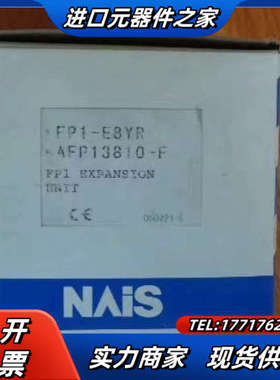 进口元器件之家
FP1-E8YR
AFP13810-F
FP1 EXPANSION
UNIT
CE
NAiS
开
票
TEL:1771762
实力商家 现货供